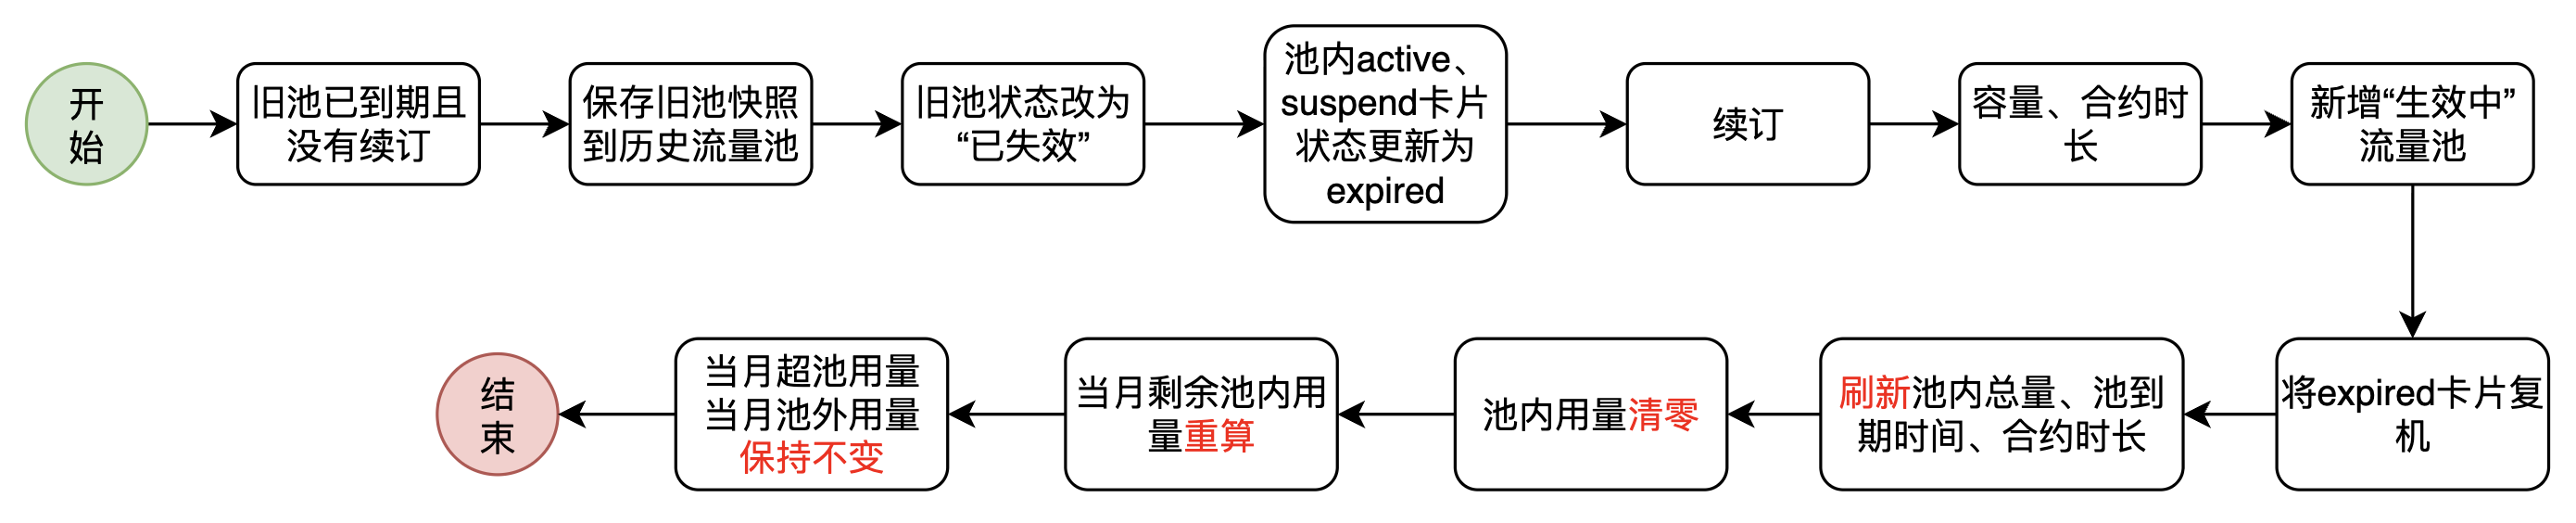 开
始
旧池已到期且
没有续订
保存旧池快照
到历史流量池
旧池状态改为
“已失效”
池内active、
suspend卡片
状态更新为
expired
续订
容量、合约时
长
新增“生效中”
流量池
将expired卡片复
机
刷新池内总量、池到
期时间、合约时长
池内用量清零
当月剩余池内用
量重算
当月超池用量
当月池外用量
保持不变
结
束